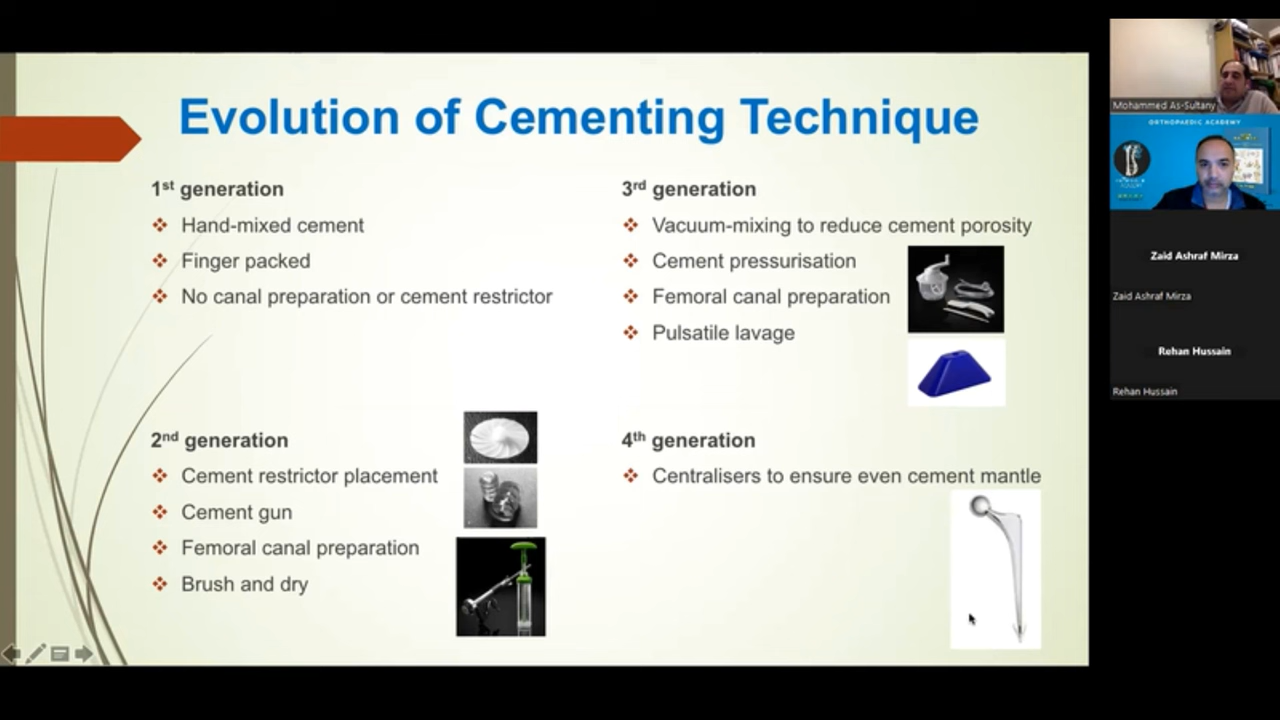 Evolution of Cementing Technique
1st generation
Hand-mixed cement
Finger packed
No canal preparation or cement restrictor
2nd generation
Cement restrictor placement
Cement gun
Femoral canal preparation
Brush and dry
3rd generation
Vacuum-mixing to reduce cement porosity
Cement pressurisation
Femoral canal preparation
Pulsatile lavage
4th generation
Centralisers to ensure even cement mantle
Mohammed As-Sultany
ORTHOPAEDIC ACADEMY
Zaid Ashraf Mirza
Zaid Ashraf Mirza
Rehan Hussain
Rehan Hussain